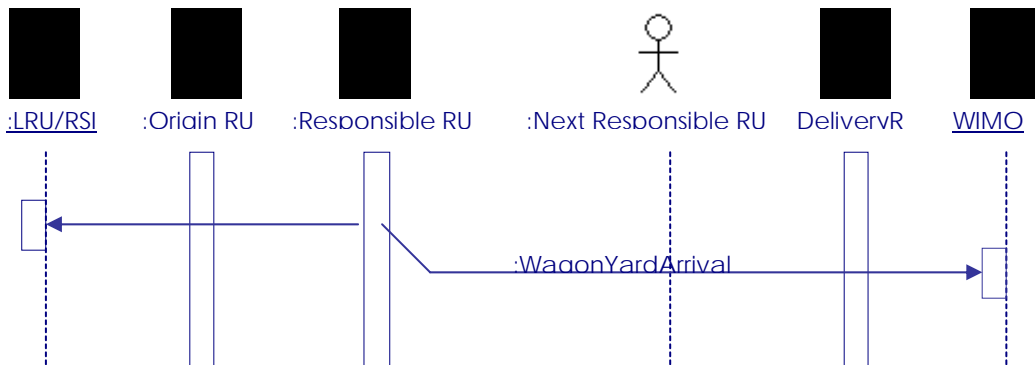 :LRU/RSI :Origin RU :Responsible RU :Next Responsible RU DeliveryR WIMO
:WagonYardArrival